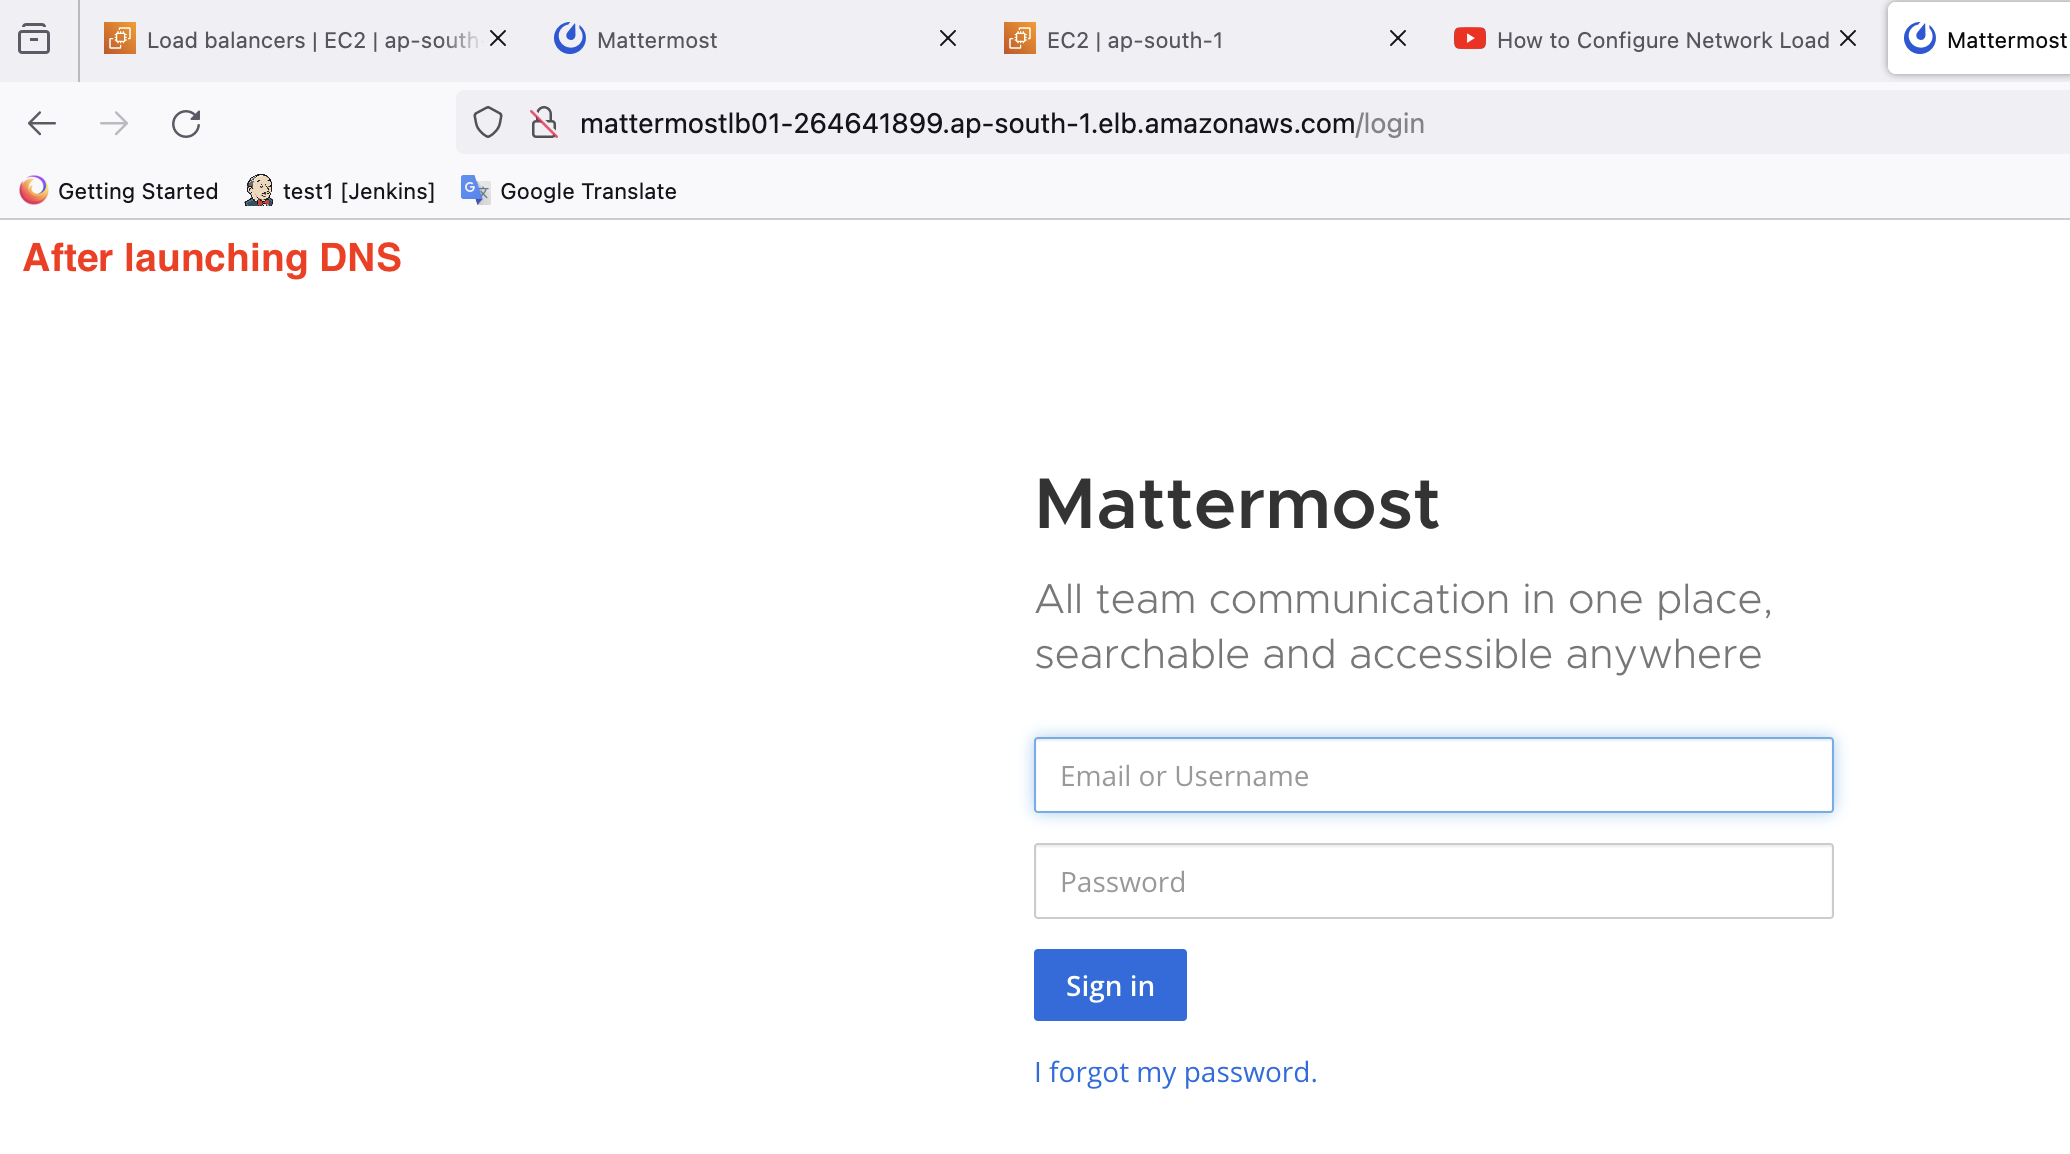 Load balancers | EC2 | ap-south
Mattermost
EC2 | ap-south-1
How to Configure Network Load
Mattermost
mattermostlb01-264641899.ap-south-1.elb.amazonaws.com/login
Getting Started
test1 [Jenkins]
Google Translate
After launching DNS
Mattermost
All team communication in one place,
searchable and accessible anywhere
Email or Username
Password
Sign in
I forgot my password.